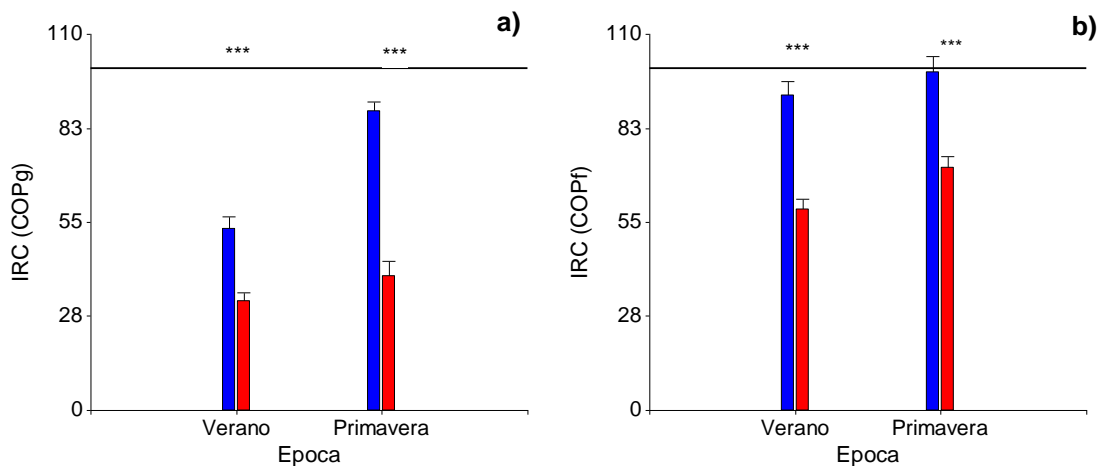 a)
110
83
55
28
0
IRC (COPg)
*** ***
Verano Primavera
Epoca
b)
110
83
55
28
0
IRC (COPf)
*** ***
Verano Primavera
Epoca